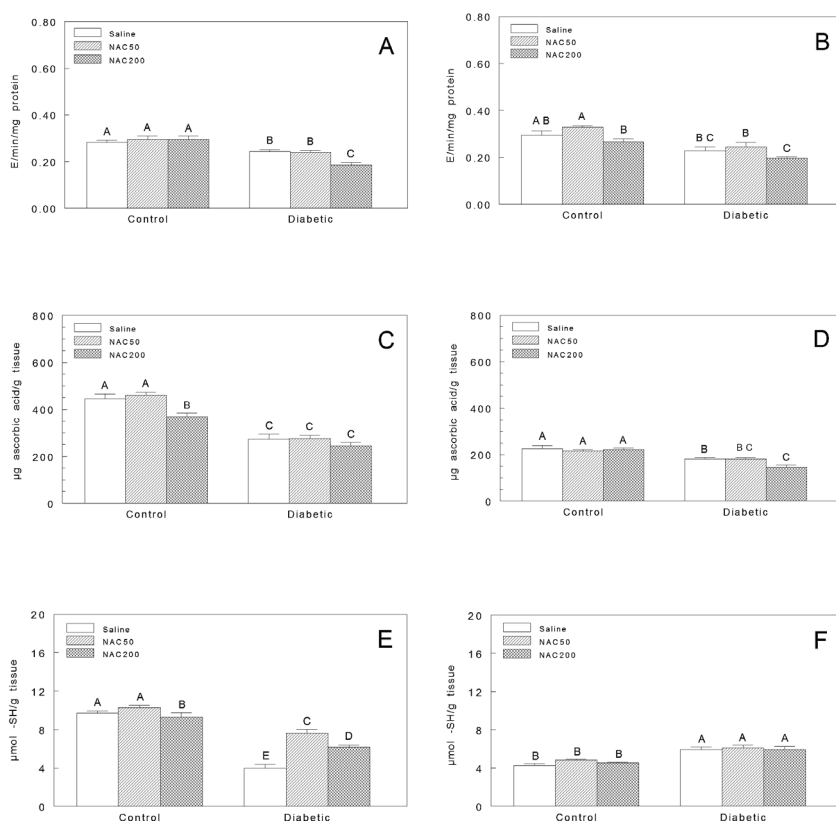 E/min/mg protein
0.80
0.60
0.40
0.20
0.00
Saline
NAC50
NAC200
A
A A A
B B C
Control Diabetic
E/min/mg protein
0.80
0.60
0.40
0.20
0.00
Saline
NAC50
NAC200
B
A B A B
B C B C
Control Diabetic
µg ascorbic acid/g tissue
800
600
400
200
0
Saline
NAC50
NAC200
C
A A B
C C C
Control Diabetic
µg ascorbic acid/g tissue
800
600
400
200
0
Saline
NAC50
NAC200
D
A A A
B B C C
Control Diabetic
µmol -SH/g tissue
20
16
12
8
4
0
Saline
NAC50
NAC200
E
A A B
E C D
Control Diabetic
µmol -SH/g tissue
20
16
12
8
4
0
Saline
NAC50
NAC200
F
B B B
A A A
Control Diabetic